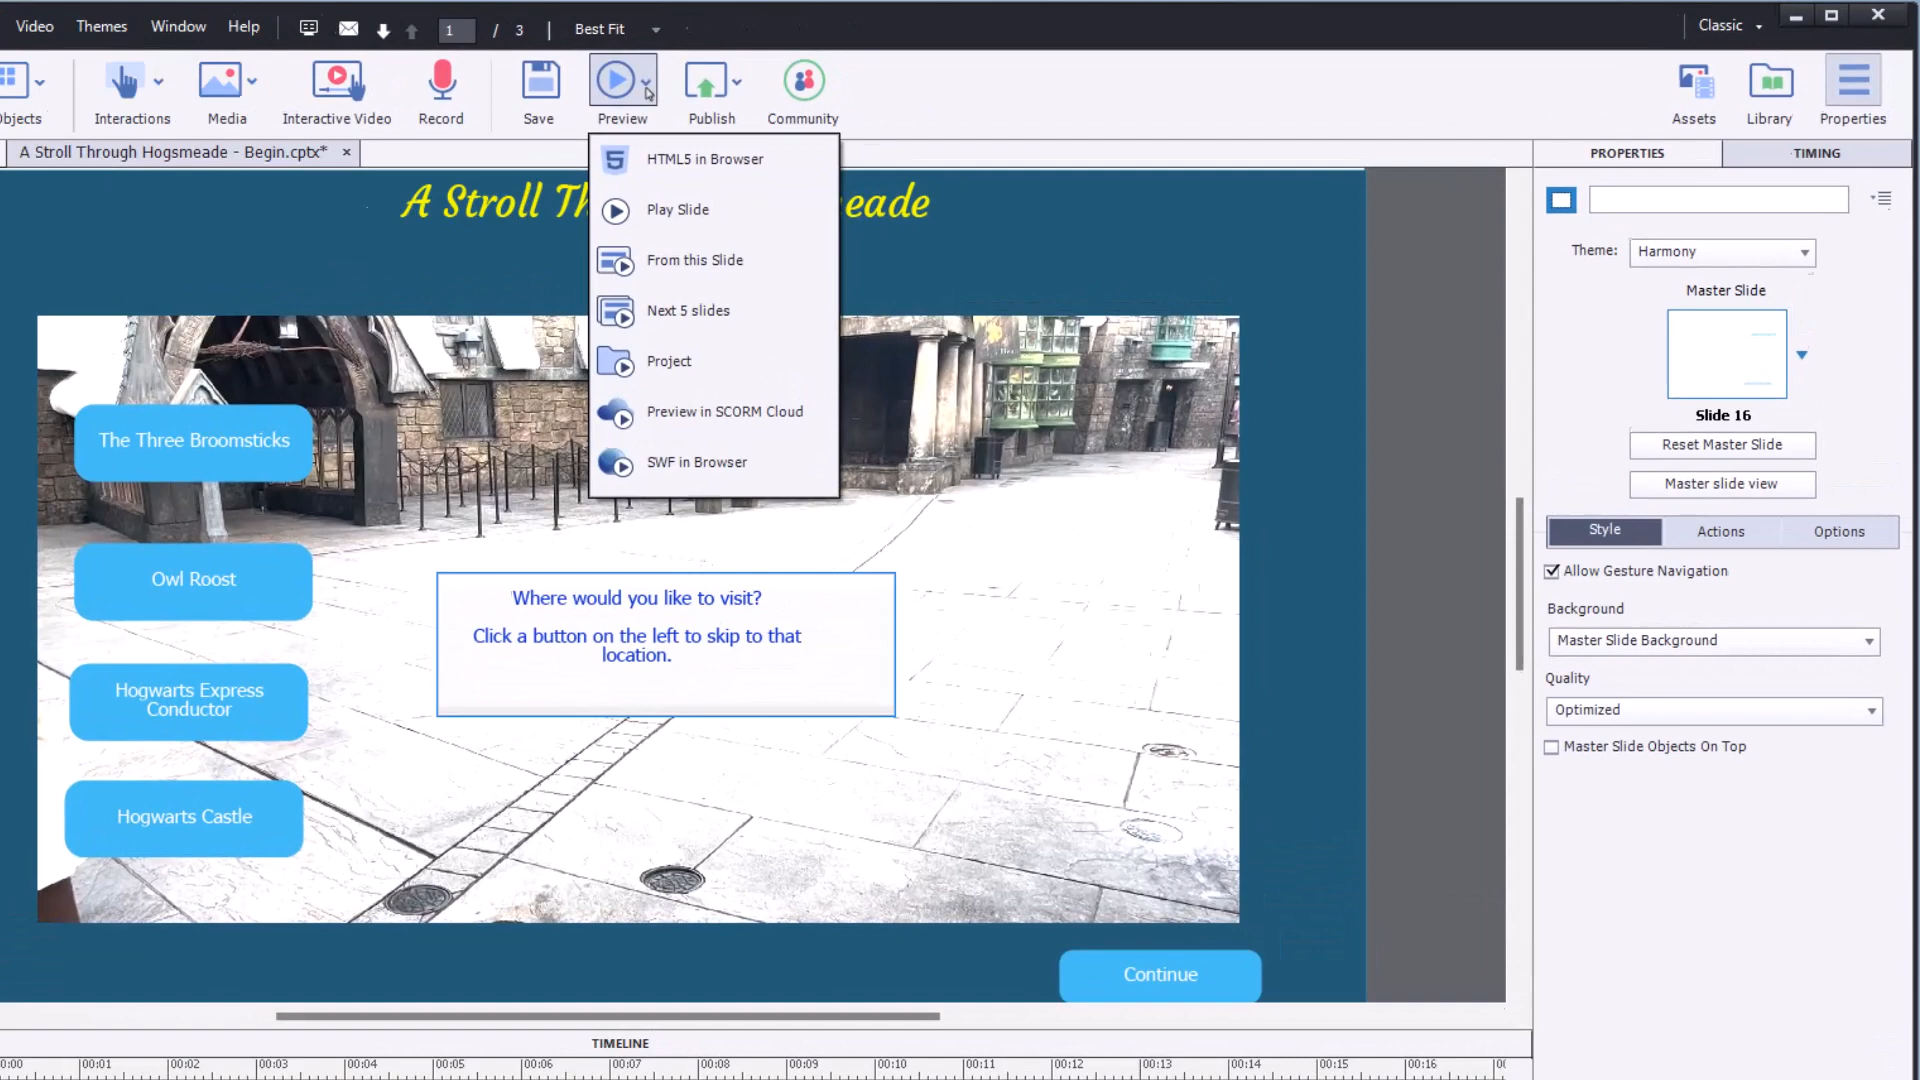 Video Themes Window Help 1 / 3 Best Fit Classic
Interactions Media Interactive Video Record Save Preview Publish Community Assets Library Properties
A Stroll Through Hogsmeade - Begin.cptx*
PROPERTIES TIMING
HTML5 in Browser
Play Slide
From this Slide
Next 5 slides
Project
Preview in SCORM Cloud
SWF in Browser
A Stroll Th
eade
The Three Broomsticks
Owl Roost
Hogwarts Express
Conductor
Hogwarts Castle
Where would you like to visit?
Click a button on the left to skip to that
location.
Continue
Theme: Harmony
Master Slide
Slide 16
Reset Master Slide
Master slide view
Style Actions Options
Allow Gesture Navigation
Background
Master Slide Background
Quality
Optimized
Master Slide Objects On Top
TIMELINE
0:00 00:01 00:02 00:03 00:04 00:05 00:06 00:07 00:08 00:09 00:10 00:11 00:12 00:13 00:14 00:15 00:16